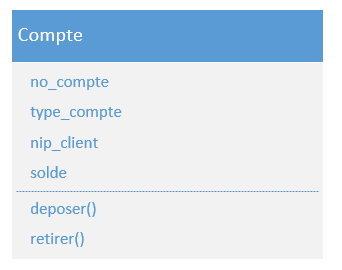 Compte
no_compte
type_compte
nip_client
solde
deposer()
retirer()